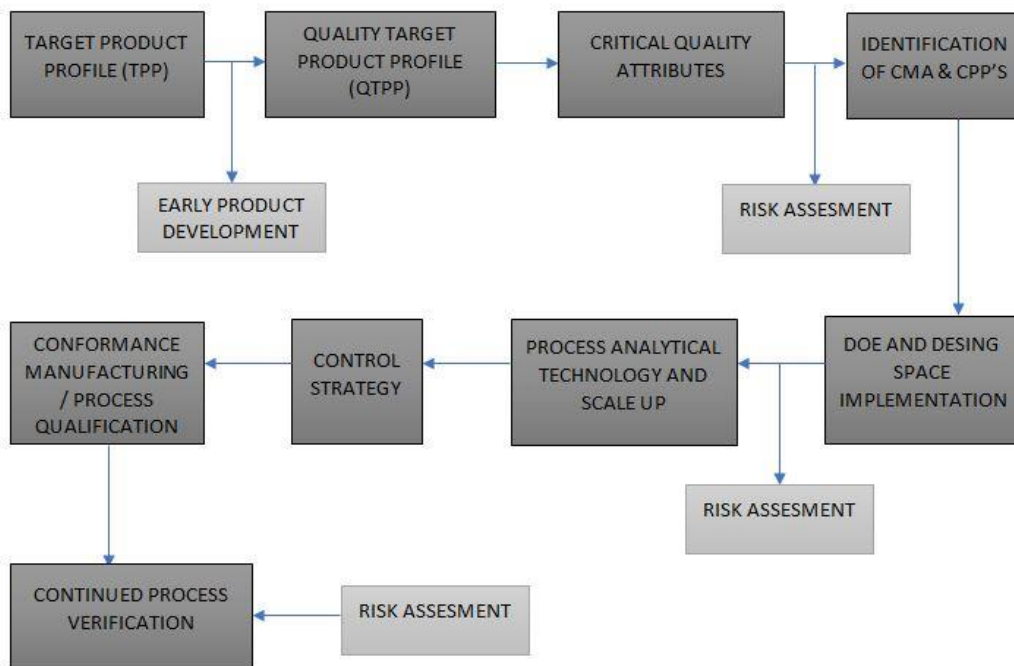 TARGET PRODUCT
PROFILE (TPP)
QUALITY TARGET
PRODUCT PROFILE
(QTPP)
CRITICAL QUALITY
ATTRIBUTES
IDENTIFICATION
OF CMA & CPP'S
EARLY PRODUCT
DEVELOPMENT
RISK ASSESMENT
CONFORMANCE
MANUFACTURING
/ PROCESS
QUALIFICATION
CONTROL
STRATEGY
PROCESS ANALYTICAL
TECHNOLOGY AND
SCALE UP
DOE AND DESING
SPACE
IMPLEMENTATION
RISK ASSESMENT
CONTINUED PROCESS
VERIFICATION
RISK ASSESMENT